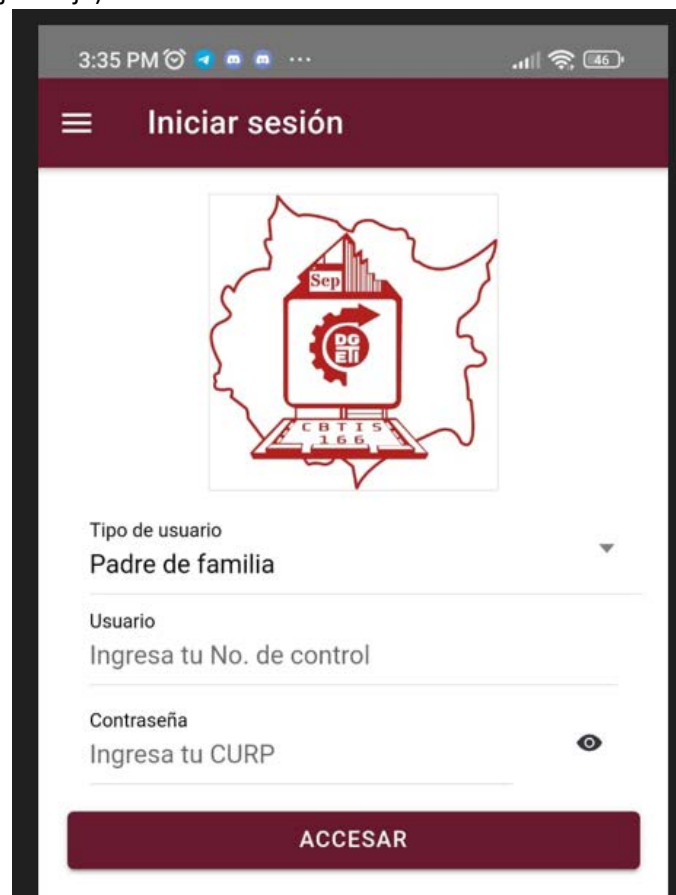 3:35 PM
46
Iniciar sesión
Sep
DG
ETI
CBTIS
166
Tipo de usuario
Padre de familia
Usuario
Ingresa tu No. de control
Contraseña
Ingresa tu CURP
ACCESAR